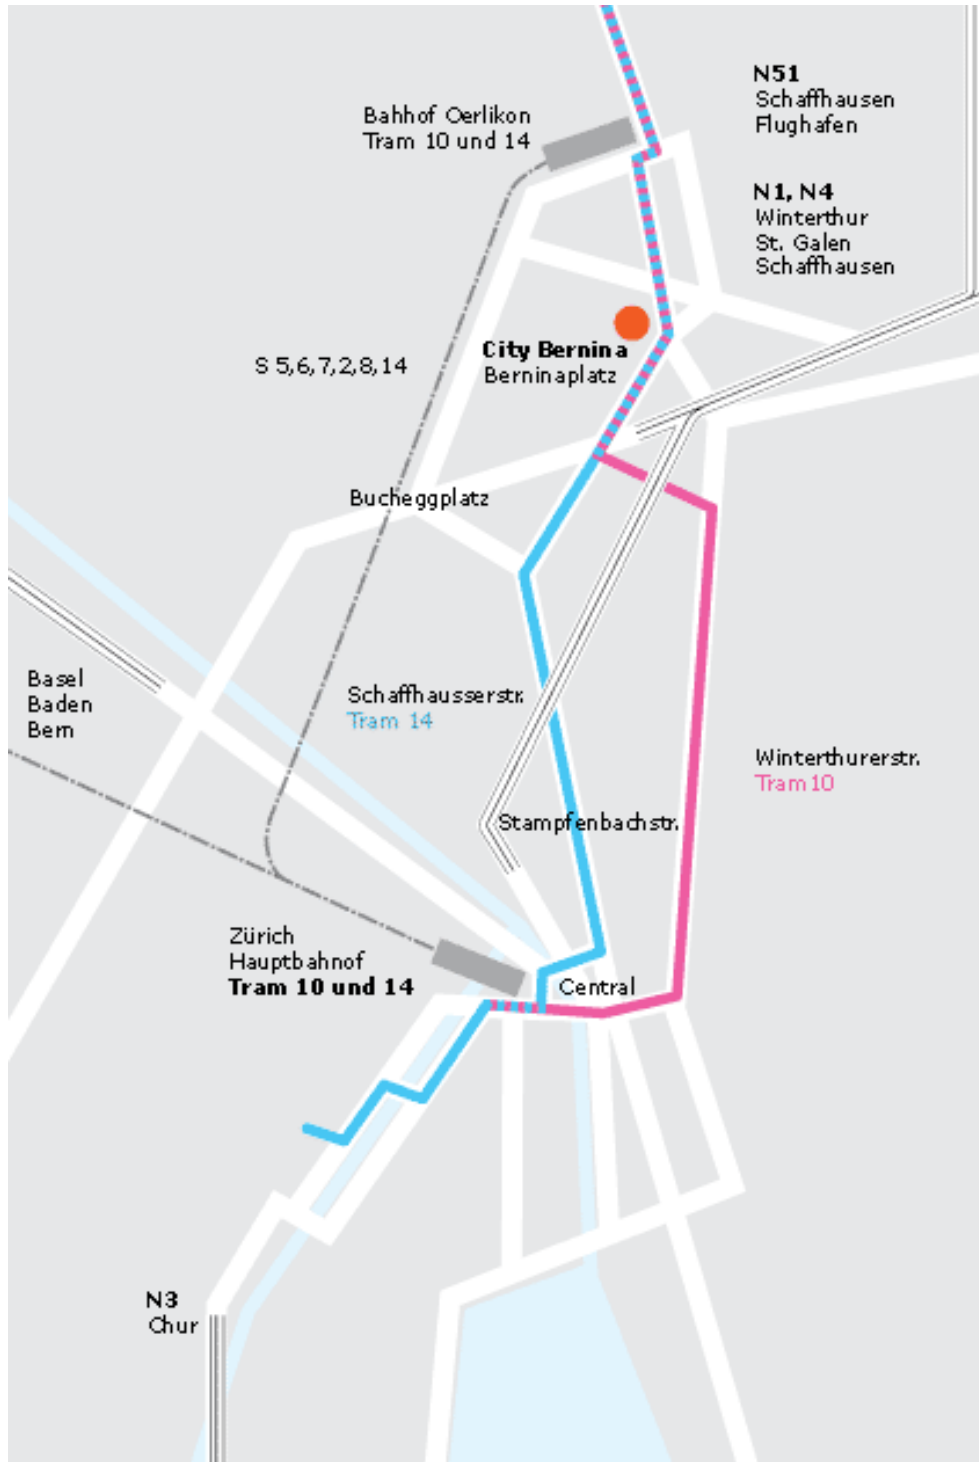 N51
Schaffhausen
Flughafen
Bahhof Oerlikon
Tram 10 und 14
N1, N4
Winterthur
St. Galen
Schaffhausen
City Bernina
Berninaplatz
S 5,6,7,2,8,14
Bucheggplatz
Basel
Baden
Bern
Schaffhausserstr.
Tram 14
Winterthurerstr.
Tram 10
Stampfenbachstr.
Zürich
Hauptbahnof
Tram 10 und 14
Central
N3
Chur